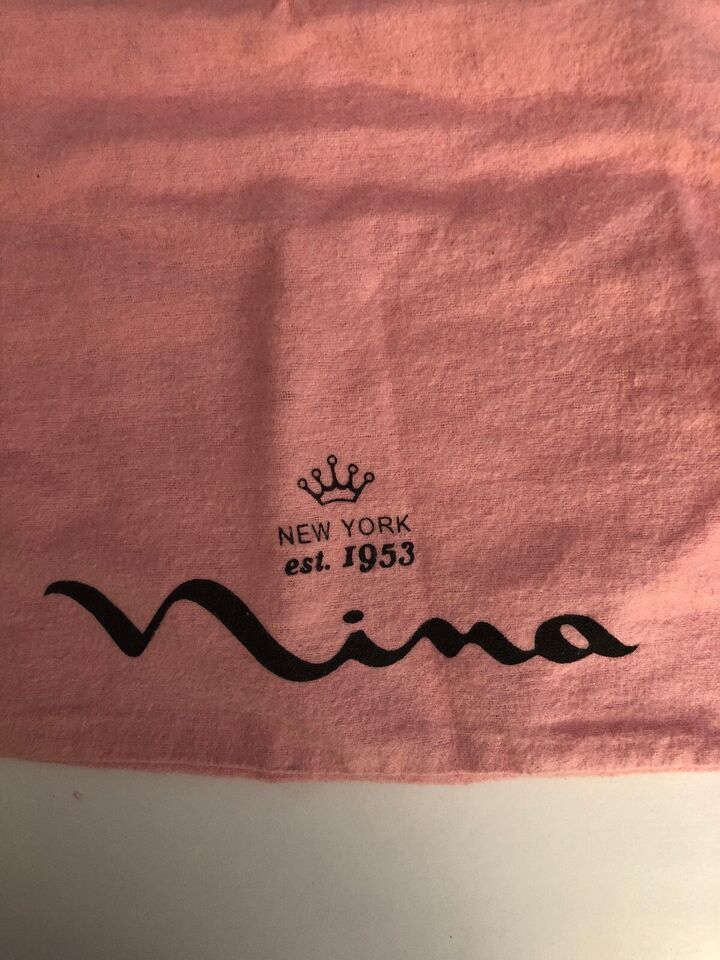 NEW YORK
est. 1953
Nina